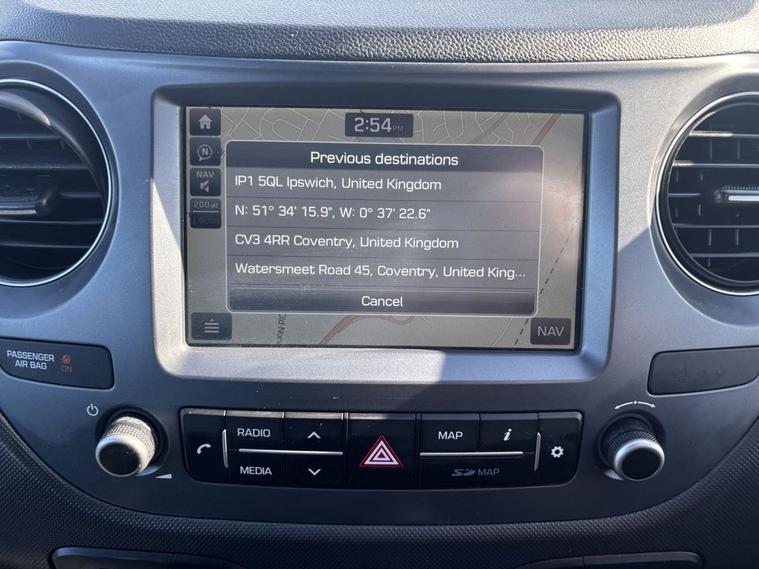 2:54 PM
N
Previous destinations
NAV
IP1 5QL Ipswich, United Kingdom
N: 51° 34' 15.9", W: 0° 37' 22.6"
200yd
CV3 4RR Coventry, United Kingdom
Watersmeet Road 45, Coventry, United King...
Cancel
NAV
PASSENGER
AIR BAG
ON
RADIO
MAP
i
MEDIA
SD MAP